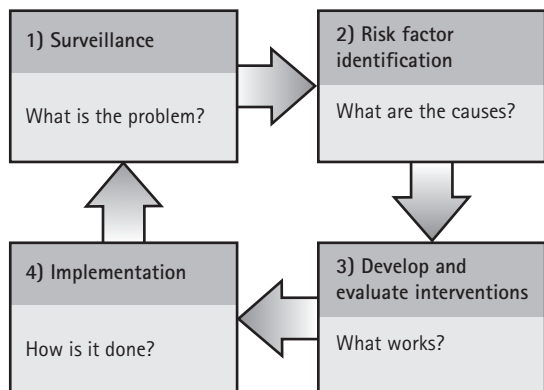 1) Surveillance
What is the problem?
2) Risk factor
identification
What are the causes?
3) Develop and
evaluate interventions
What works?
4) Implementation
How is it done?